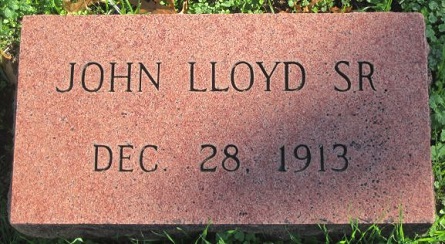 JOHN LLOYD SR.
DEC. 28, 1913